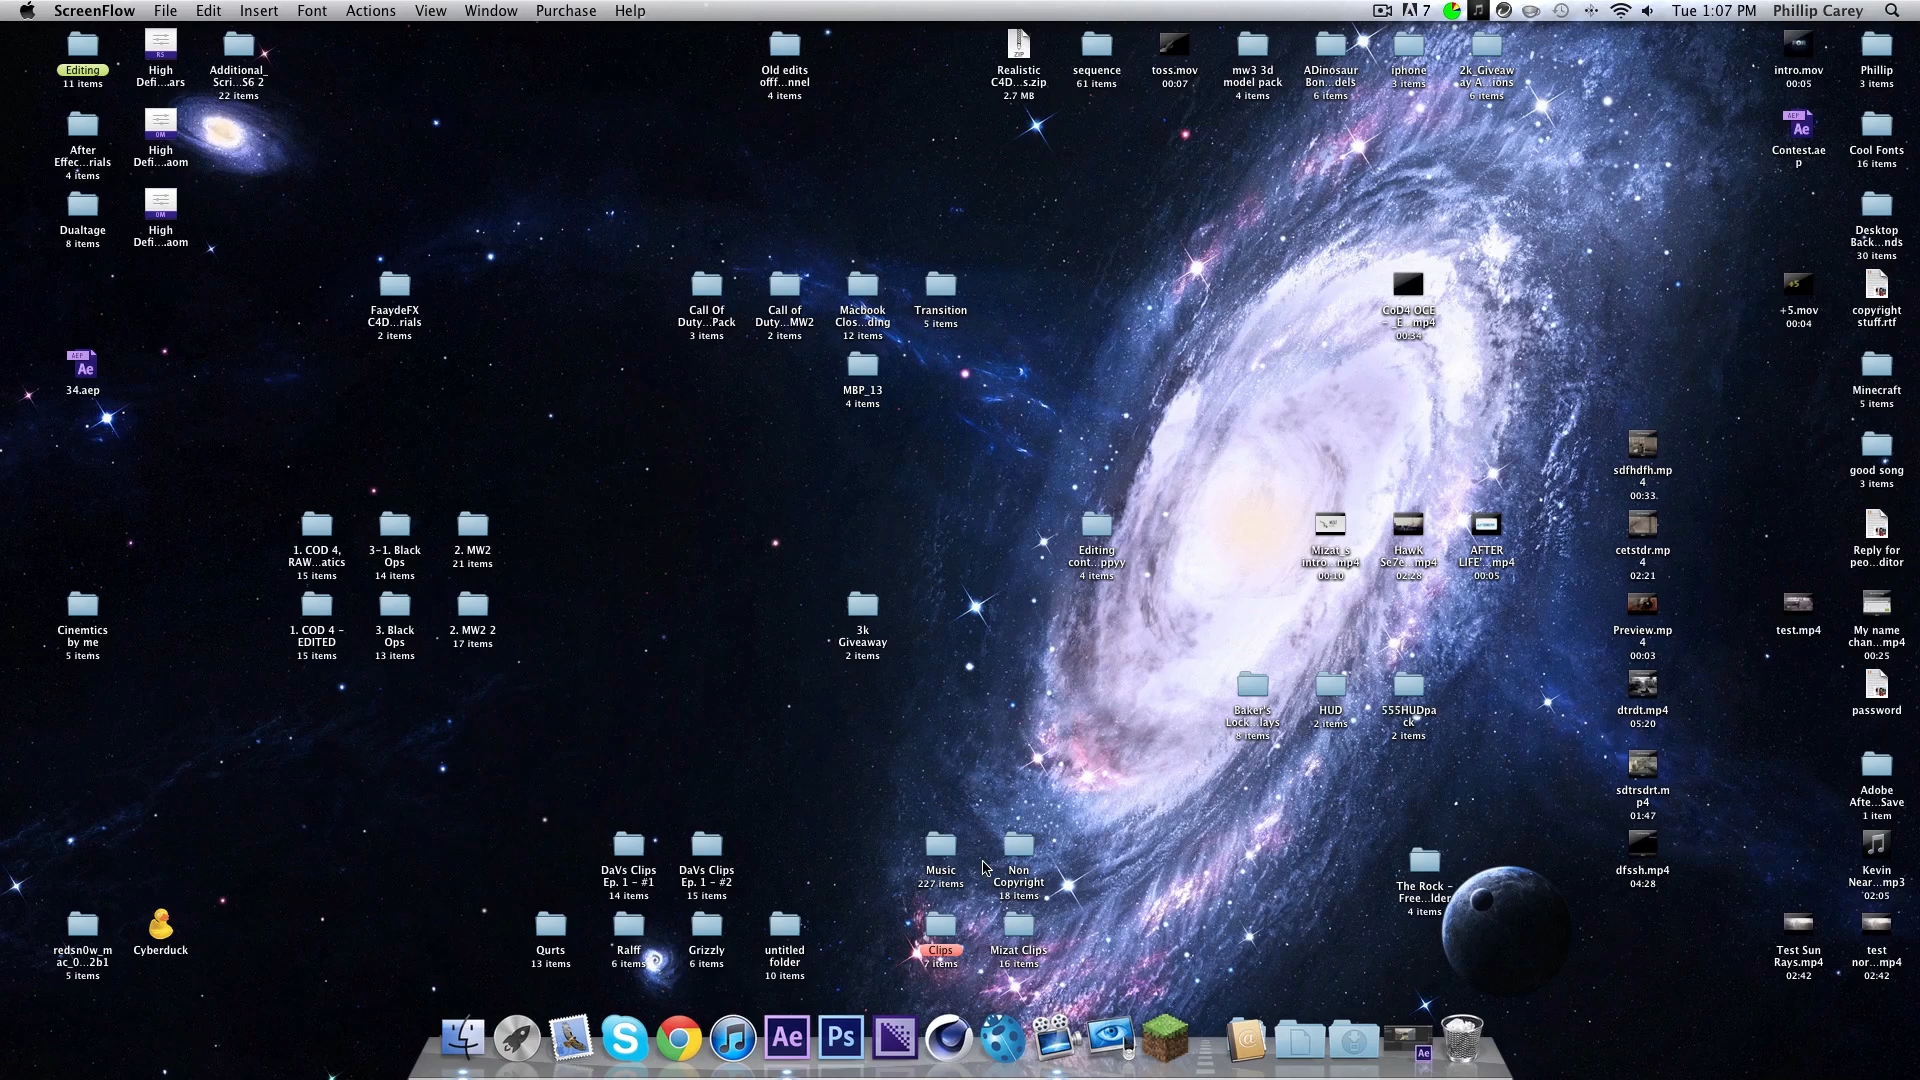 ScreenFlow File Edit Insert Font Actions View Window Purchase Help
7 Tue 1:07 PM Phillip Carey
Editing
11 items
High
Defi...ars
Additional_
Scri...S6 2
22 items
Old edits
offf...nnel
4 items
Realistic
C4D...s.zip
2.7 MB
sequence
61 items
toss.mov
00:07
mw3 3d
model pack
4 items
ADinosaur
Bon...dels
6 items
iphone
3 items
2k_Giveaw
ay A...ions
6 items
intro.mov
00:05
Phillip
3 items
After
Effec...rials
4 items
High
Defi...aom
Contest.ae
p
Cool Fonts
16 items
Dualtage
8 items
High
Defi...aom
Desktop
Back...nds
30 items
FaaydeFX
C4D...rials
2 items
Call Of
Duty...Pack
3 items
Call of
Duty...MW2
2 items
Macbook
Clos...ding
12 items
Transition
5 items
CoD4 OCE
- _E...mp4
00:34
+5.mov
00:04
copyright
stuff.rtf
34.aep
MBP_13
4 items
Minecraft
5 items
sdfhdfh.mp
4
00:33
good song
3 items
1. COD 4,
RAW...atics
15 items
3-1. Black
Ops
14 items
2. MW2
21 items
Editing
cont...ppyy
4 items
Mizat_s
intro...mp4
00:10
Hawk
Se7e...mp4
02:28
AFTER
LIFE'...mp4
00:05
cetstdr.mp
4
02:21
Reply for
peo...ditor
Cinemtics
by me
5 items
1. COD 4 -
EDITED
15 items
3. Black
Ops
13 items
2. MW2 2
17 items
3k
Giveaway
2 items
Preview.mp
4
00:03
test.mp4
My name
chan...mp4
00:25
Baker's
Lock...lays
8 items
HUD
2 items
555HUDpa
ck
2 items
dtrdt.mp4
05:20
password
sdtrsdrt.m
p4
01:47
Adobe
Afte...Save
1 item
DaVs Clips
Ep. 1 - #1
14 items
DaVs Clips
Ep. 1 - #2
15 items
Music
227 items
Non
Copyright
18 items
The Rock -
Free...lder
4 items
dfssh.mp4
04:28
Kevin
Near...mp3
02:05
redsn0w_m
ac_0...2b1
5 items
Cyberduck
Qurts
13 items
Ralff
6 items
Grizzly
6 items
untitled
folder
10 items
Clips
7 items
Mizat Clips
16 items
Test Sun
Rays.mp4
02:42
test
nor...mp4
02:42
Ae Ps Ae